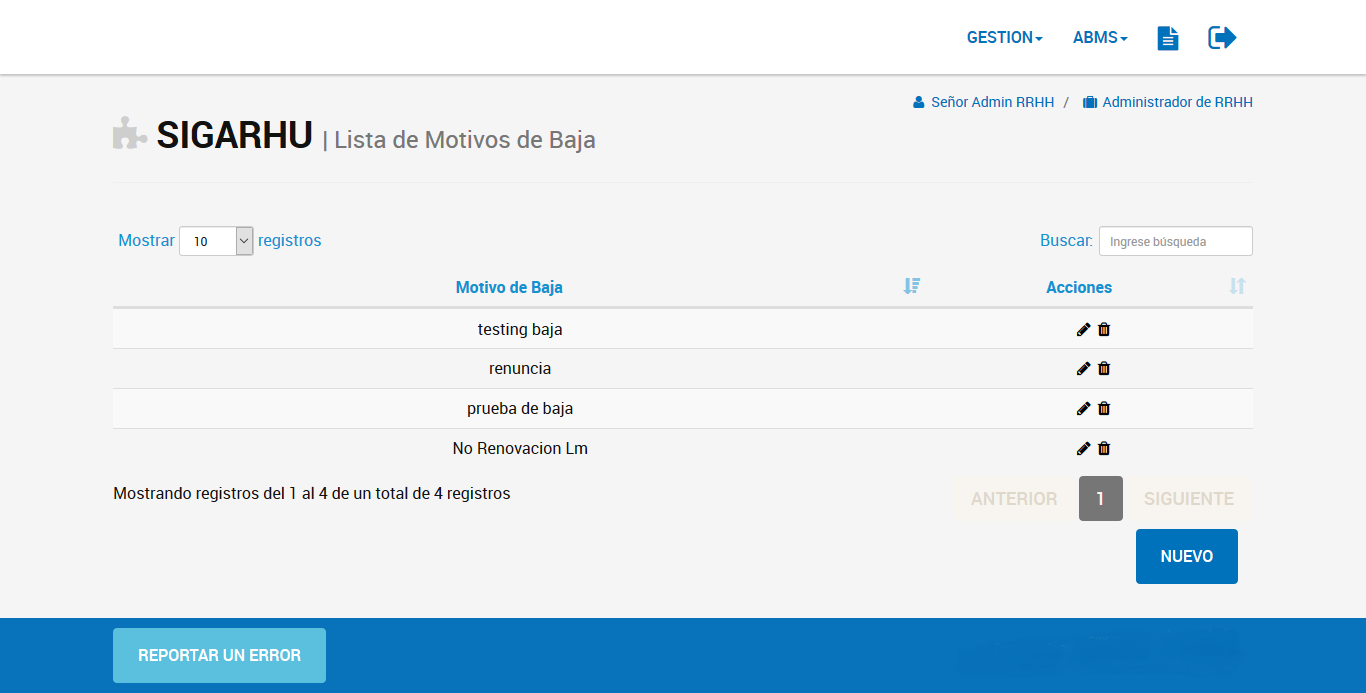 GESTION ABMS
Señor Admin RRHH / Administrador de RRHH
SIGARHU | Lista de Motivos de Baja
Mostrar 10 registros Buscar: Ingrese búsqueda
Motivo de Baja Acciones
testing baja
renuncia
prueba de baja
No Renovacion Lm
Mostrando registros del 1 al 4 de un total de 4 registros ANTERIOR 1 SIGUIENTE
NUEVO
REPORTAR UN ERROR